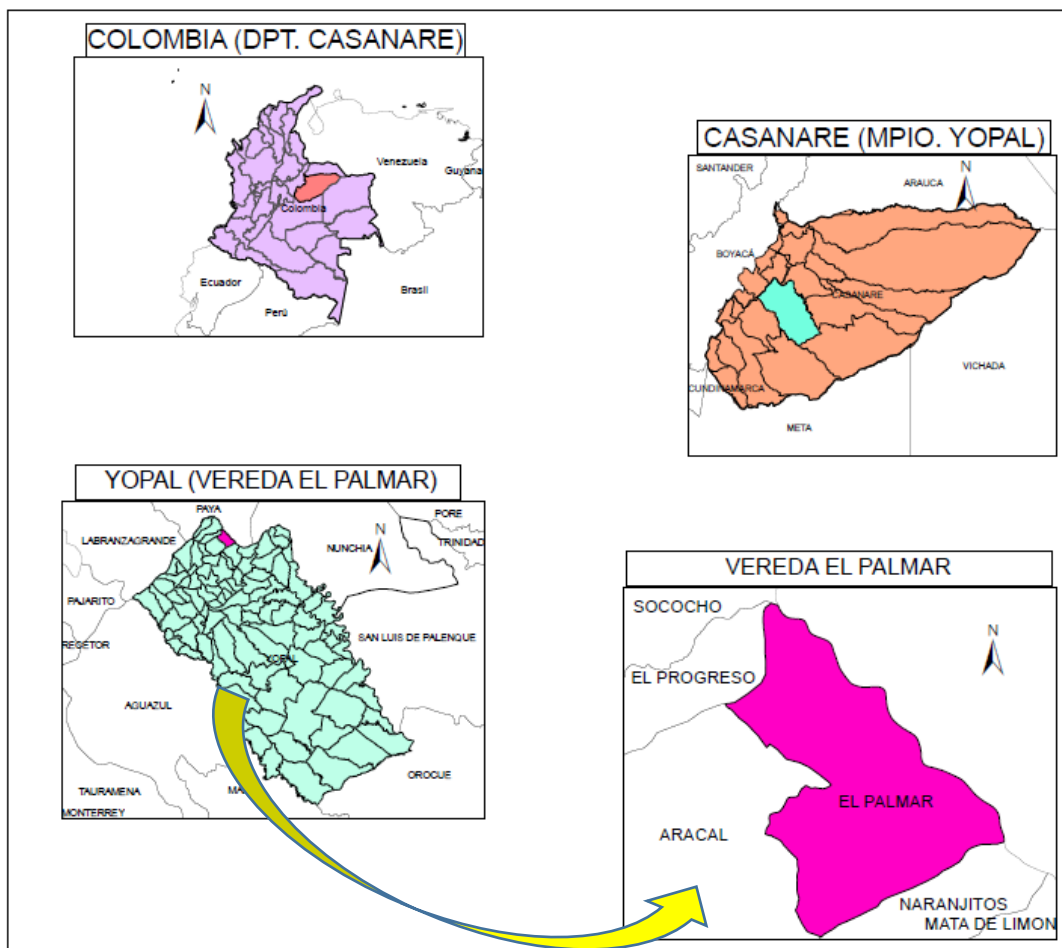 COLOMBIA (DPT. CASANARE)
N
Venezuela
Guyana
Colombia
Ecuador
Brasil
Perú
CASANARE (MPIO. YOPAL)
SANTANDER
N
ARAUCA
BOYACÁ
CASANARE
VICHADA
CUNDINAMARCA
META
YOPAL (VEREDA EL PALMAR)
PAYA
PORE
LABRANZAGRANDE
N
NUNCHIA
TRINIDAD
PAJARITO
RECETOR
SAN LUIS DE PALENQUE
YOPAL
AGUAZUL
OROCUE
TAURAMENA
MA
MONTERREY
VEREDA EL PALMAR
SOCOCHO
N
EL PROGRESO
EL PALMAR
ARACAL
NARANJITOS
MATA DE LIMON